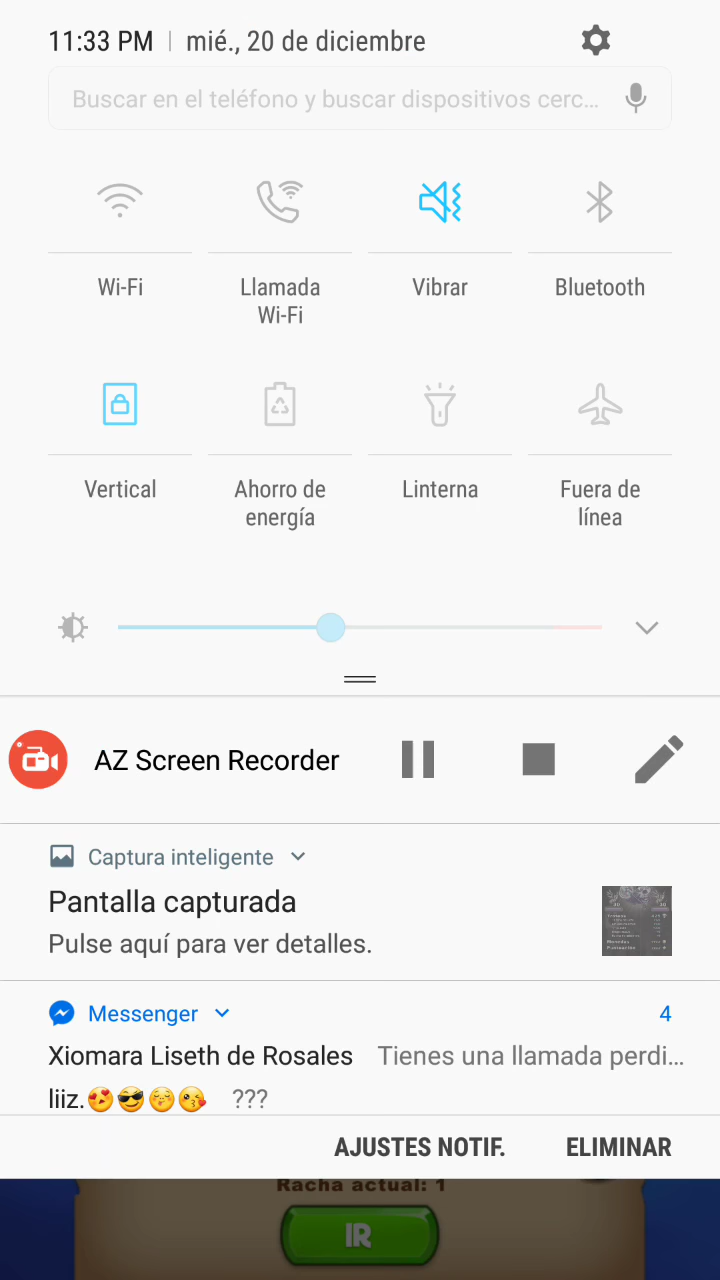 11:33 PM | mié., 20 de diciembre
Buscar en el teléfono y buscar dispositivos cerc...
Wi-Fi
Llamada
Wi-Fi
Vibrar
Bluetooth
Vertical
Ahorro de
energía
Linterna
Fuera de
línea
AZ Screen Recorder
Captura inteligente
Pantalla capturada
Pulse aquí para ver detalles.
Messenger 4
Xiomara Liseth de Rosales Tienes una llamada perdi...
liiz.😍😎😚😘 ???
AJUSTES NOTIF. ELIMINAR
Racha actual: 1
IR